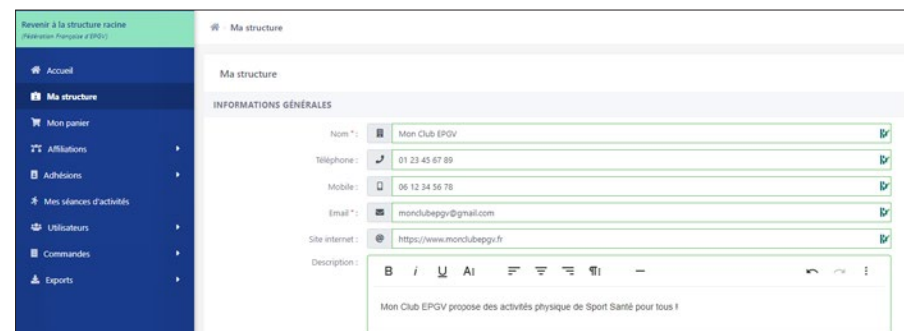 Revenir à la structure racine
(Fédération Française d'EPGV)
Accueil
Ma structure
Mon panier
Affiliations
Adhésions
Mes séances d'activités
Utilisateurs
Commandes
Exports
Ma structure
Ma structure
INFORMATIONS GÉNÉRALES
Nom * : Mon Club EPGV
Téléphone : 01 23 45 67 89
Mobile : 06 12 34 56 78
Email * : monclubepgv@gmail.com
Site internet : https://www.monclubepgv.fr
Description :
Mon Club EPGV propose des activités physique de Sport Santé pour tous !!